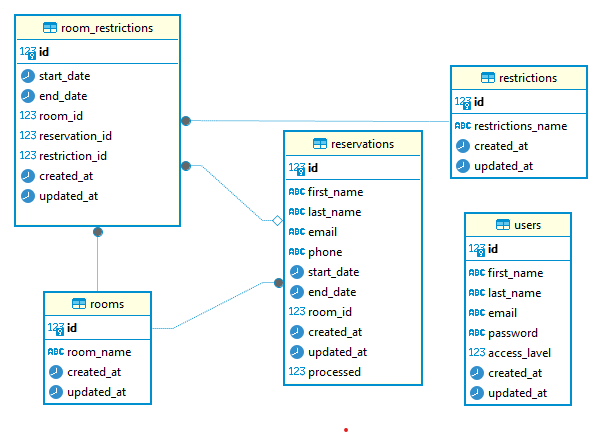 room_restrictions
123 id
start_date
end_date
123 room_id
123 reservation_id
123 restriction_id
created_at
updated_at
restrictions
123 id
ABC restrictions_name
created_at
updated_at
reservations
123 id
ABC first_name
ABC last_name
ABC email
ABC phone
start_date
end_date
123 room_id
created_at
updated_at
123 processed
users
123 id
ABC first_name
ABC last_name
ABC email
ABC password
123 access_lavel
created_at
updated_at
rooms
123 id
ABC room_name
created_at
updated_at